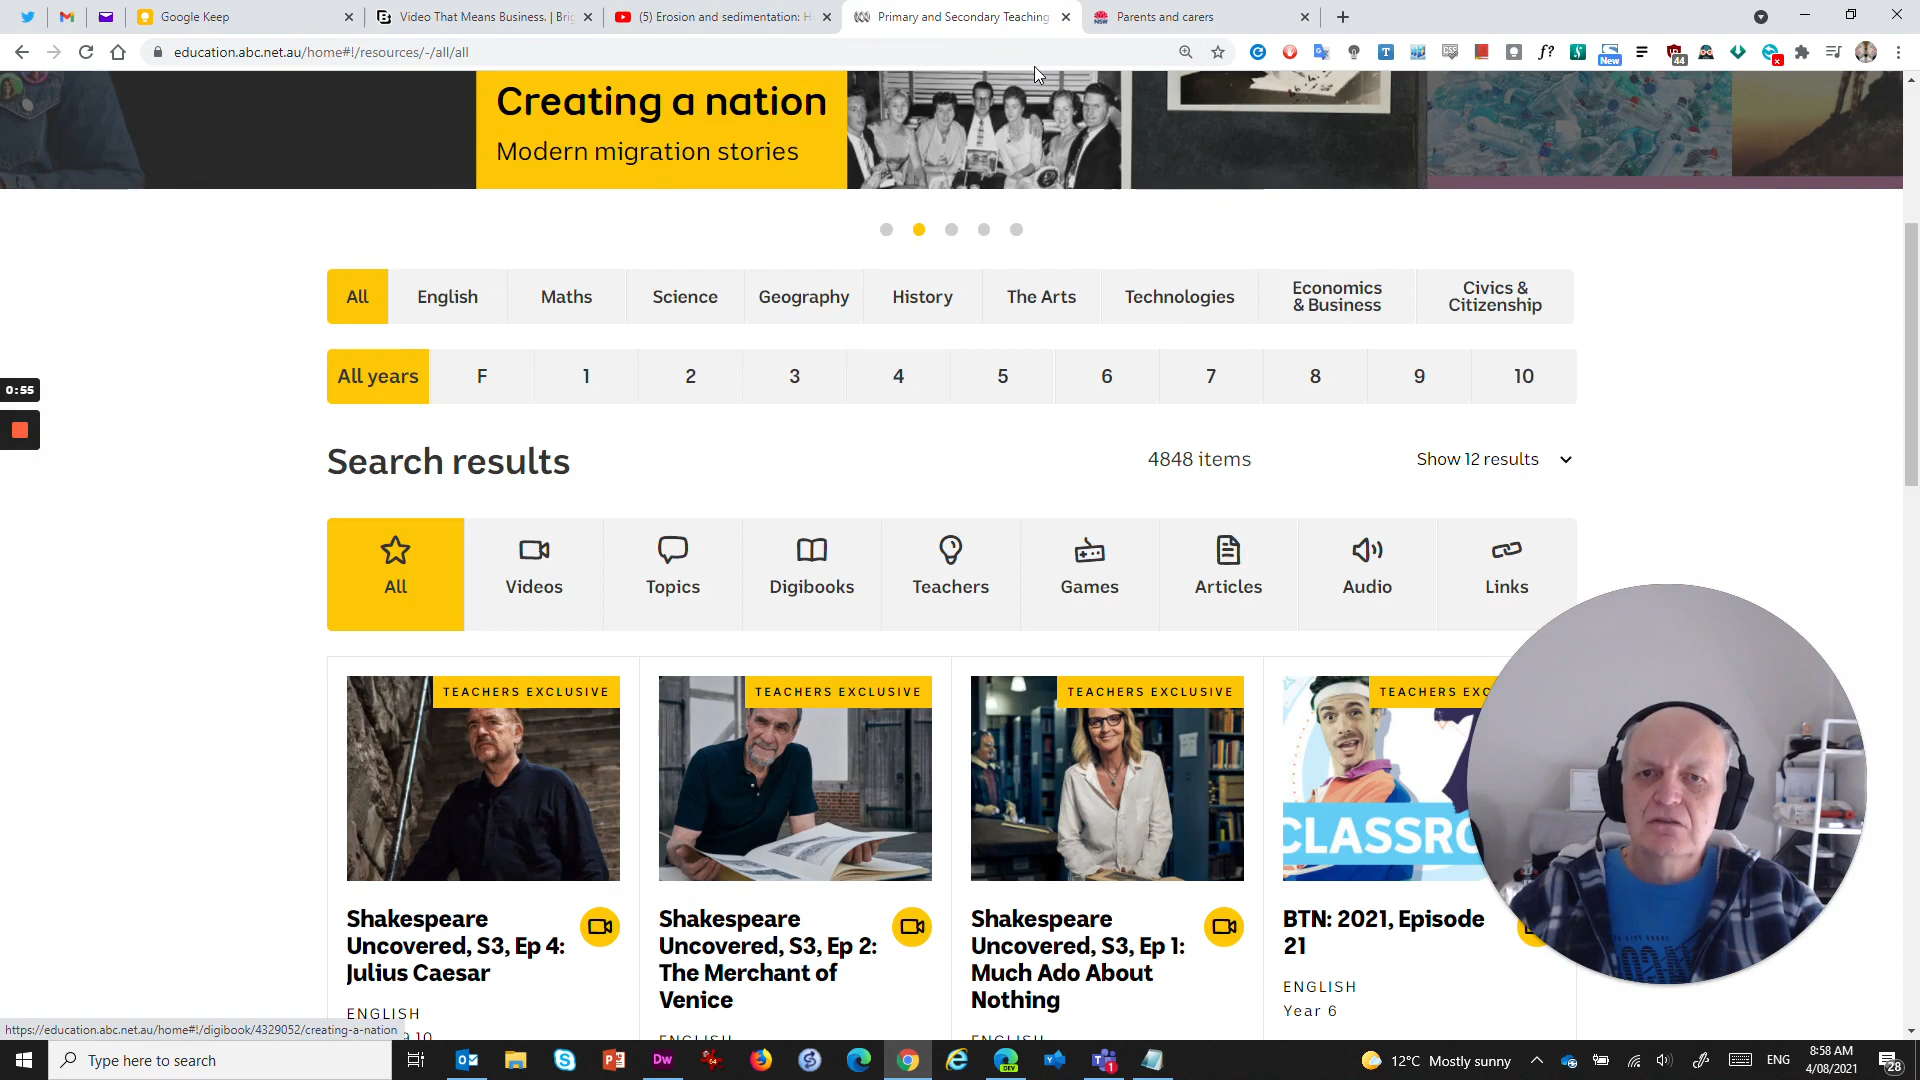 Google Keep
Video That Means Business. | Brig
(5) Erosion and sedimentation: H
Primary and Secondary Teaching
Parents and carers
education.abc.net.au/home#!/resources/-/all/all
New
44
Creating a nation
Modern migration stories
All
English
Maths
Science
Geography
History
The Arts
Technologies
Economics
& Business
Civics &
Citizenship
All years
F
1
2
3
4
5
6
7
8
9
10
0:55
Search results
4848 items
Show 12 results
All
Videos
Topics
Digibooks
Teachers
Games
Articles
Audio
Links
TEACHERS EXCLUSIVE
TEACHERS EXCLUSIVE
TEACHERS EXCLUSIVE
TEACHERS EXC
CLASSRO
Shakespeare
Uncovered, S3, Ep 4:
Julius Caesar
ENGLISH
Shakespeare
Uncovered, S3, Ep 2:
The Merchant of
Venice
ENGLISH
Shakespeare
Uncovered, S3, Ep 1:
Much Ado About
Nothing
ENGLISH
BTN: 2021, Episode
21
ENGLISH
Year 6
https://education.abc.net.au/home#!/digibook/4329052/creating-a-nation
Type here to search
12°C Mostly sunny
ENG
8:58 AM
4/08/2021
28